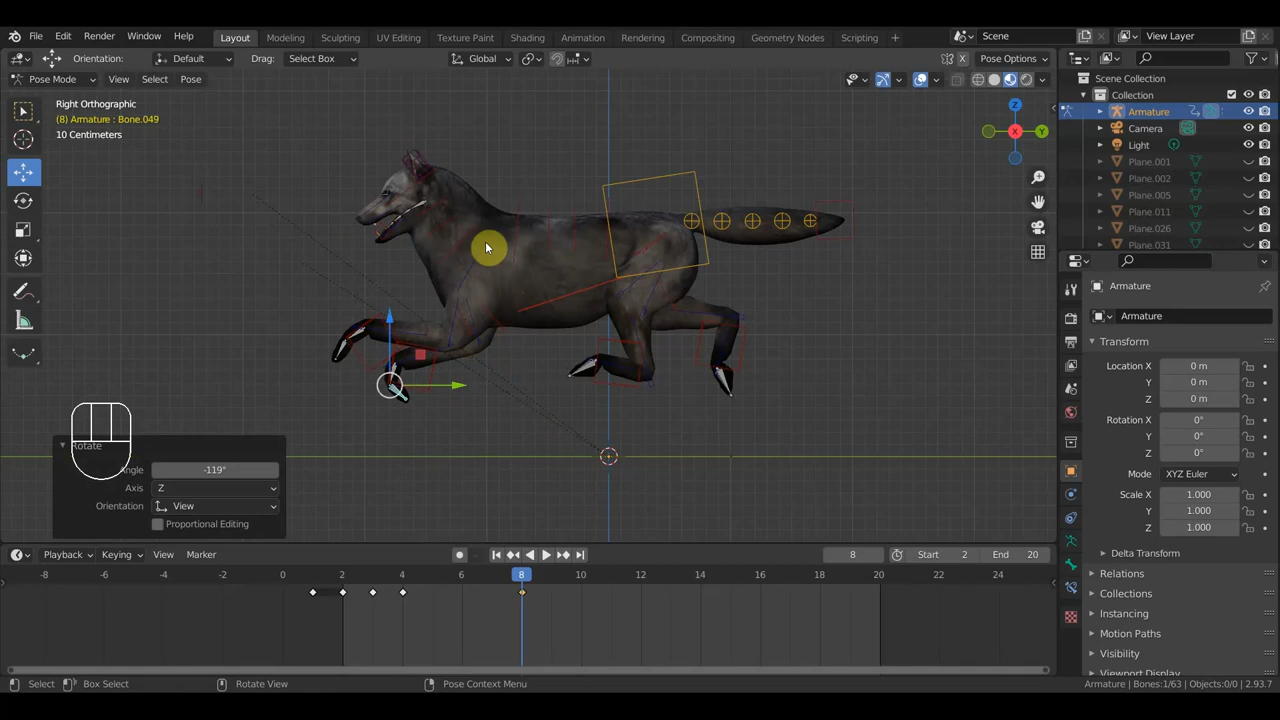 File Edit Render Window Help Layout Modeling Sculpting UV Editing Texture Paint Shading Animation Rendering Compositing Geometry Nodes Scripting + Scene View Layer
Orientation: Default Drag: Select Box Global X Pose Options
Pose Mode View Select Pose
Right Orthographic
(8) Armature : Bone.049
10 Centimeters
Z
Y
X
Scene Collection
Collection
Armature
Camera
Light
Plane.001
Plane.002
Plane.005
Plane.011
Plane.031
Armature
Armature
Transform
Location X 0 m
Y 0 m
Z 0 m
Rotation X 0°
Y 0°
Z 0°
Mode XYZ Euler
Scale X 1.000
Y 1.000
Z 1.000
Delta Transform
Relations
Collections
Instancing
Motion Paths
Visibility
Viewport Display
Rotate
Angle -119°
Axis Z
Orientation View
Proportional Editing
Playback Keying View Marker 8 Start 2 End 20
-8 -6 -4 -2 0 2 4 6 8 10 12 14 16 18 20 22 24
Select Box Select Rotate View Pose Context Menu Armature | Bones:1/63 | Objects:0/0 | 2.93.7